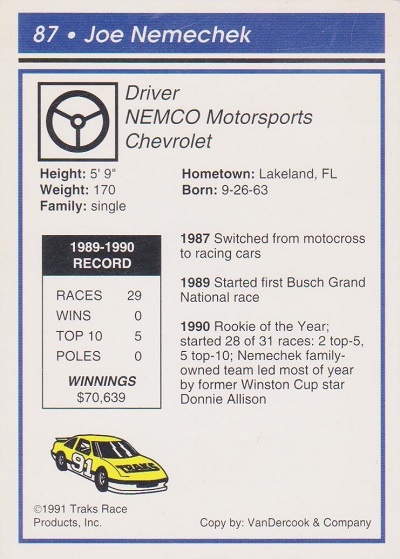 87 • Joe Nemechek
Driver
NEMCO Motorsports
Chevrolet
Height: 5' 9"
Weight: 170
Family: single
Hometown: Lakeland, FL
Born: 9-26-63
1989-1990
RECORD
RACES 29
WINS 0
TOP 10 5
POLES 0
WINNINGS
$70,639
1987 Switched from motocross
to racing cars
1989 Started first Busch Grand
National race
1990 Rookie of the Year;
started 28 of 31 races: 2 top-5,
5 top-10; Nemechek family-
owned team led most of year
by former Winston Cup star
Donnie Allison
91
TRAKS
©1991 Traks Race
Products, Inc.
Copy by: VanDercook & Company